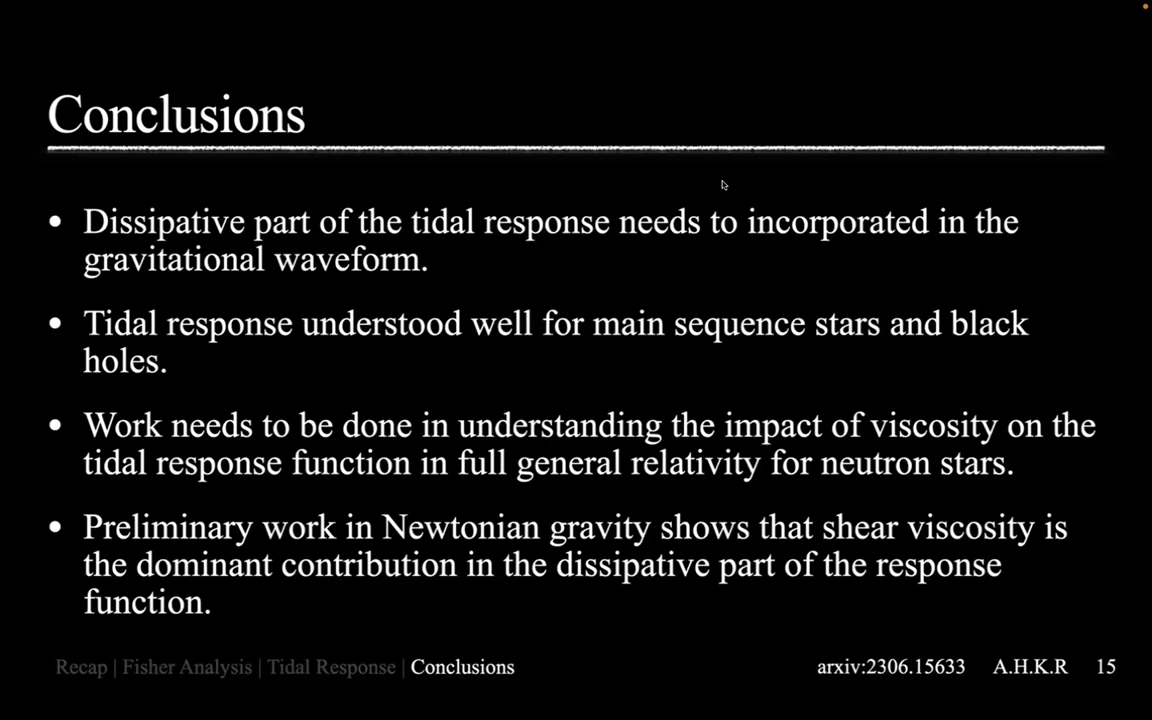 Conclusions
• Dissipative part of the tidal response needs to incorporated in the
gravitational waveform.
• Tidal response understood well for main sequence stars and black
holes.
• Work needs to be done in understanding the impact of viscosity on the
tidal response function in full general relativity for neutron stars.
• Preliminary work in Newtonian gravity shows that shear viscosity is
the dominant contribution in the dissipative part of the response
function.
Recap | Fisher Analysis | Tidal Response | Conclusions arxiv:2306.15633 A.H.K.R 15